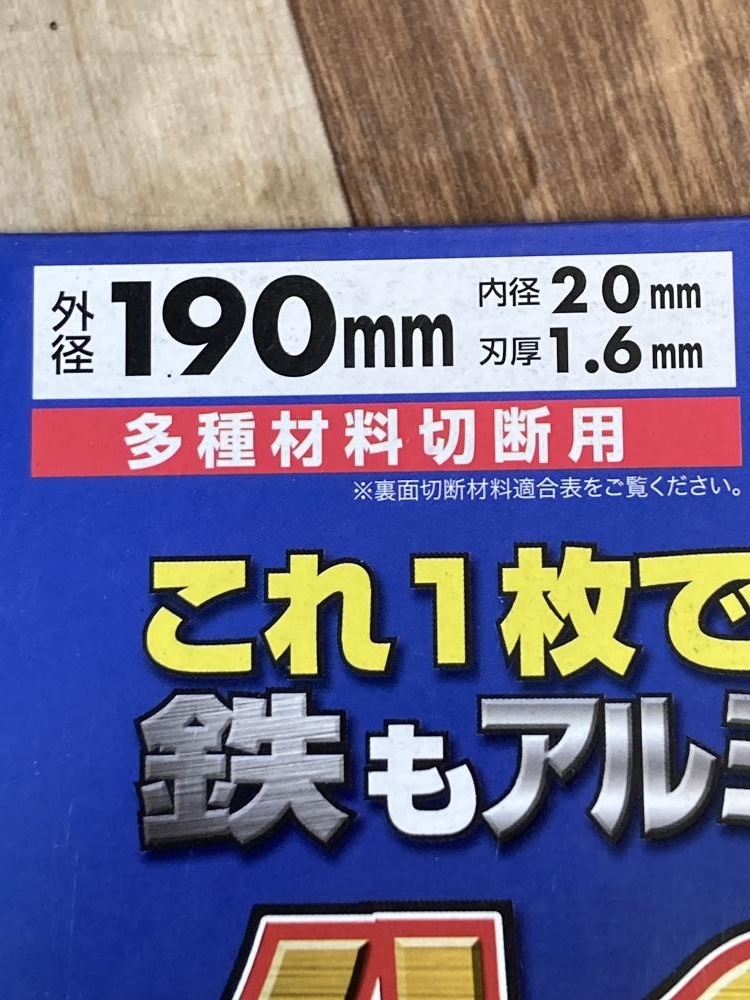 外径 190mm
内径 20mm
刃厚 1.6mm
多種材料切断用
※裏面切断材料適合表をご覧ください。
これ1枚で
鉄もアル